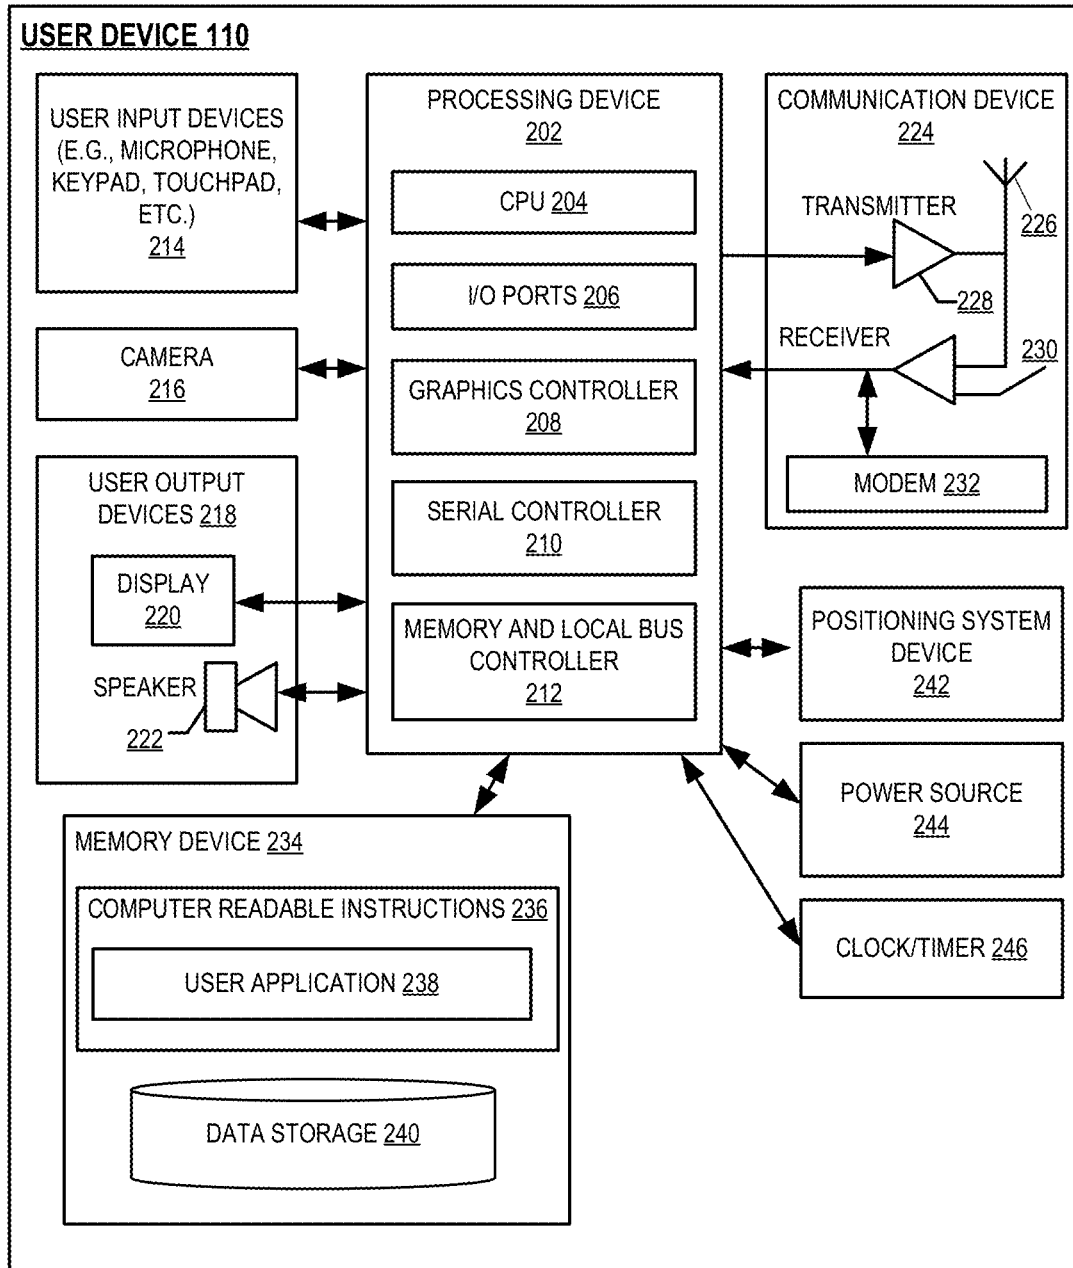 USER DEVICE 110
USER INPUT DEVICES
(E.G., MICROPHONE,
KEYPAD, TOUCHPAD,
ETC.)
214
CAMERA
216
USER OUTPUT
DEVICES 218
DISPLAY
220
SPEAKER
222
PROCESSING DEVICE
202
CPU 204
I/O PORTS 206
GRAPHICS CONTROLLER
208
SERIAL CONTROLLER
210
MEMORY AND LOCAL BUS
CONTROLLER
212
COMMUNICATION DEVICE
224
TRANSMITTER
226
228
RECEIVER
230
MODEM 232
POSITIONING SYSTEM
DEVICE
242
POWER SOURCE
244
CLOCK/TIMER 246
MEMORY DEVICE 234
COMPUTER READABLE INSTRUCTIONS 236
USER APPLICATION 238
DATA STORAGE 240